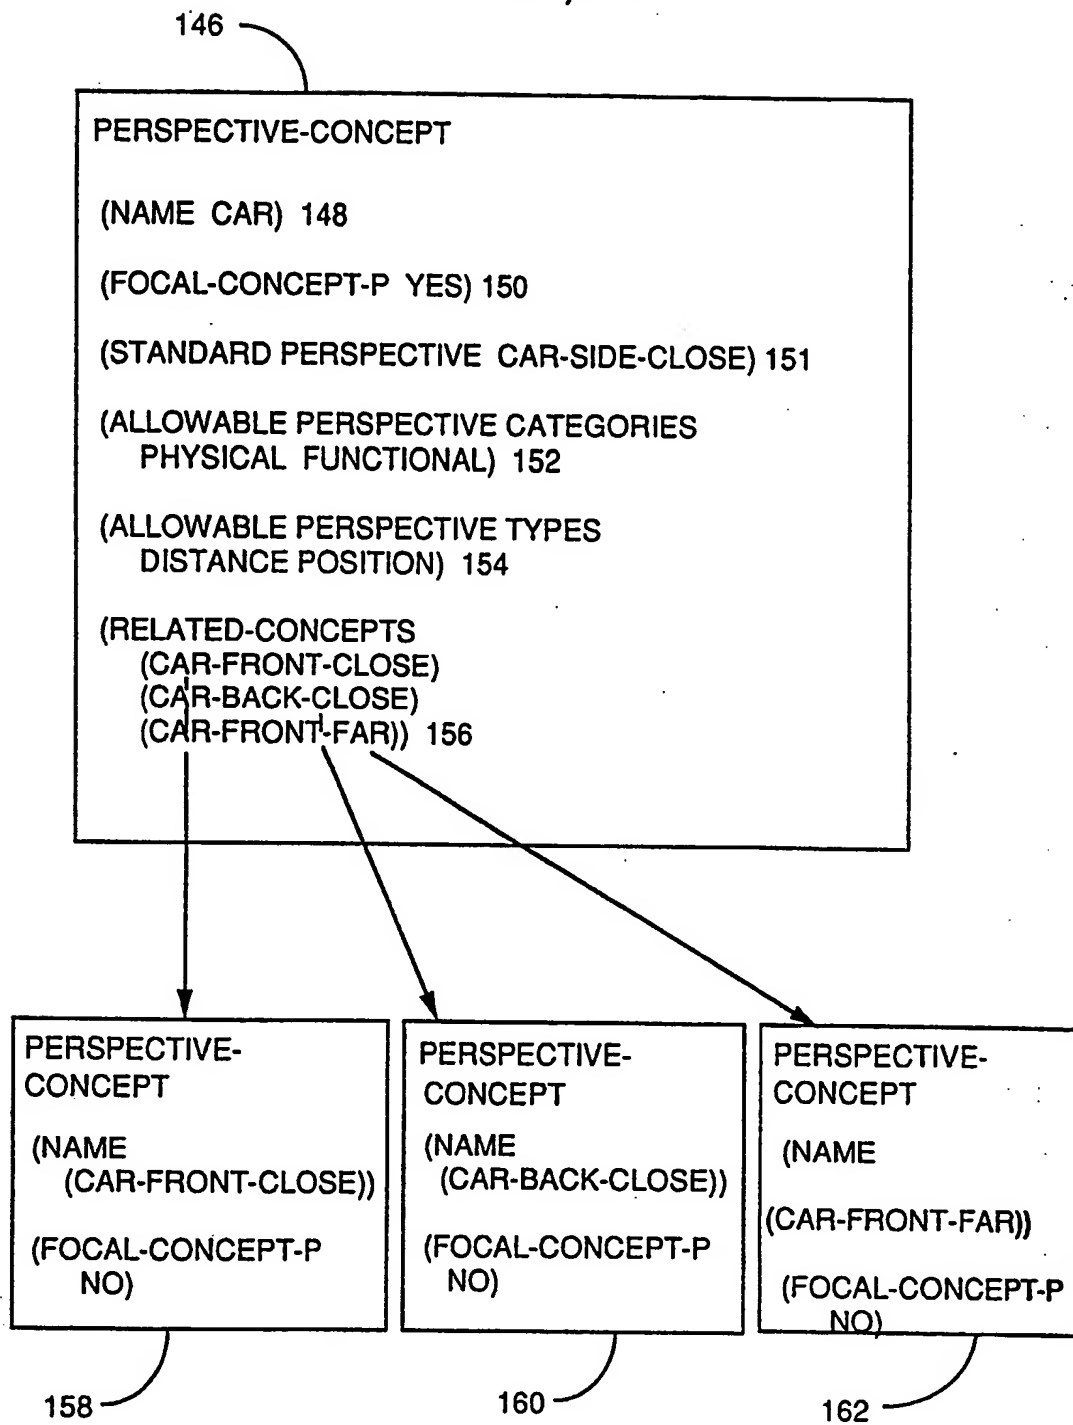 146
PERSPECTIVE-CONCEPT
(NAME CAR) 148
(FOCAL-CONCEPT-P YES) 150
(STANDARD PERSPECTIVE CAR-SIDE-CLOSE) 151
(ALLOWABLE PERSPECTIVE CATEGORIES
PHYSICAL FUNCTIONAL) 152
(ALLOWABLE PERSPECTIVE TYPES
DISTANCE POSITION) 154
(RELATED-CONCEPTS
(CAR-FRONT-CLOSE)
(CAR-BACK-CLOSE)
(CAR-FRONT-FAR)) 156
PERSPECTIVE-
CONCEPT
(NAME
(CAR-FRONT-CLOSE))
(FOCAL-CONCEPT-P
NO)
158
PERSPECTIVE-
CONCEPT
(NAME
(CAR-BACK-CLOSE))
(FOCAL-CONCEPT-P
NO)
160
PERSPECTIVE-
CONCEPT
(NAME
(CAR-FRONT-FAR))
(FOCAL-CONCEPT-P
NO)
162